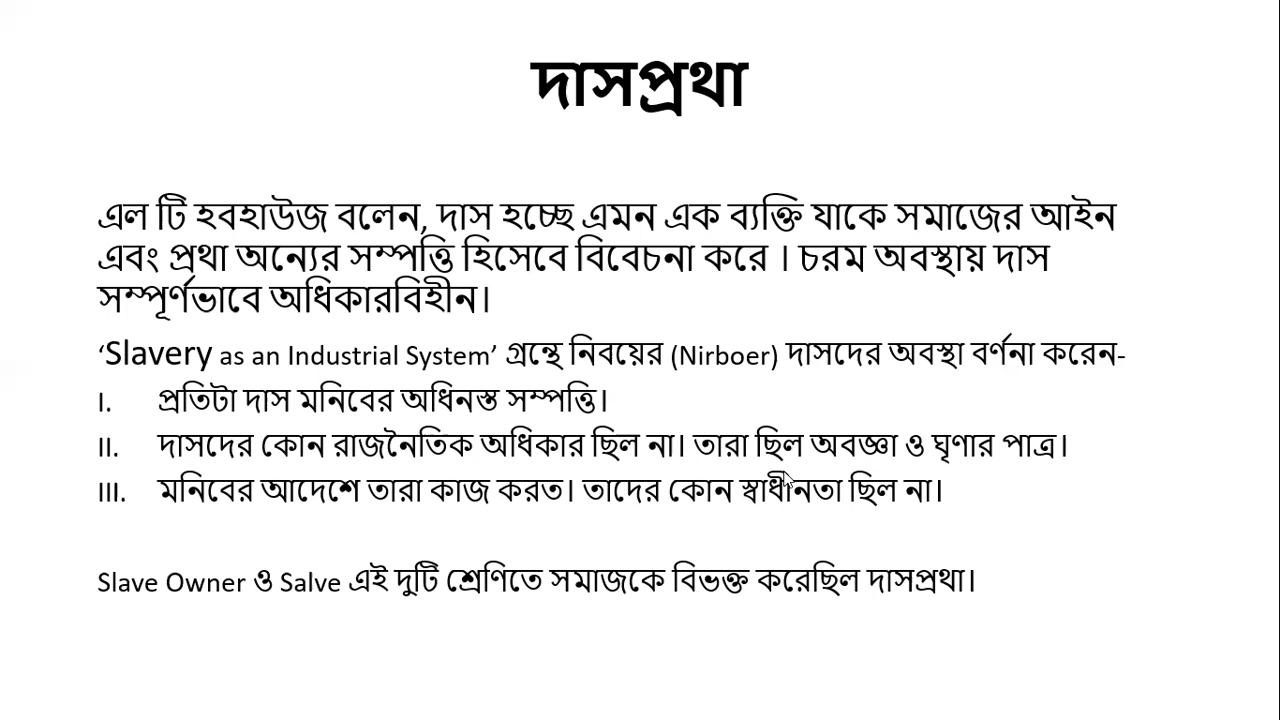 দাসপ্রথা
এল টি হবহাউজ বলেন, দাস হচ্ছে এমন এক ব্যক্তি যাকে সমাজের আইন
এবং প্রথা অন্যের সম্পত্তি হিসেবে বিবেচনা করে । চরম অবস্থায় দাস
সম্পূর্ণভাবে অধিকারবিহীন।
‘Slavery as an Industrial System’ গ্রন্থে নিবয়ের (Nirboer) দাসদের অবস্থা বর্ণনা করেন-
I. প্রতিটা দাস মনিবের অধিনস্ত সম্পত্তি।
II. দাসদের কোন রাজনৈতিক অধিকার ছিল না। তারা ছিল অবজ্ঞা ও ঘৃণার পাত্র।
III. মনিবের আদেশে তারা কাজ করত। তাদের কোন স্বাধীনতা ছিল না।
Slave Owner ও Salve এই দুটি শ্রেণিতে সমাজকে বিভক্ত করেছিল দাসপ্রথা।